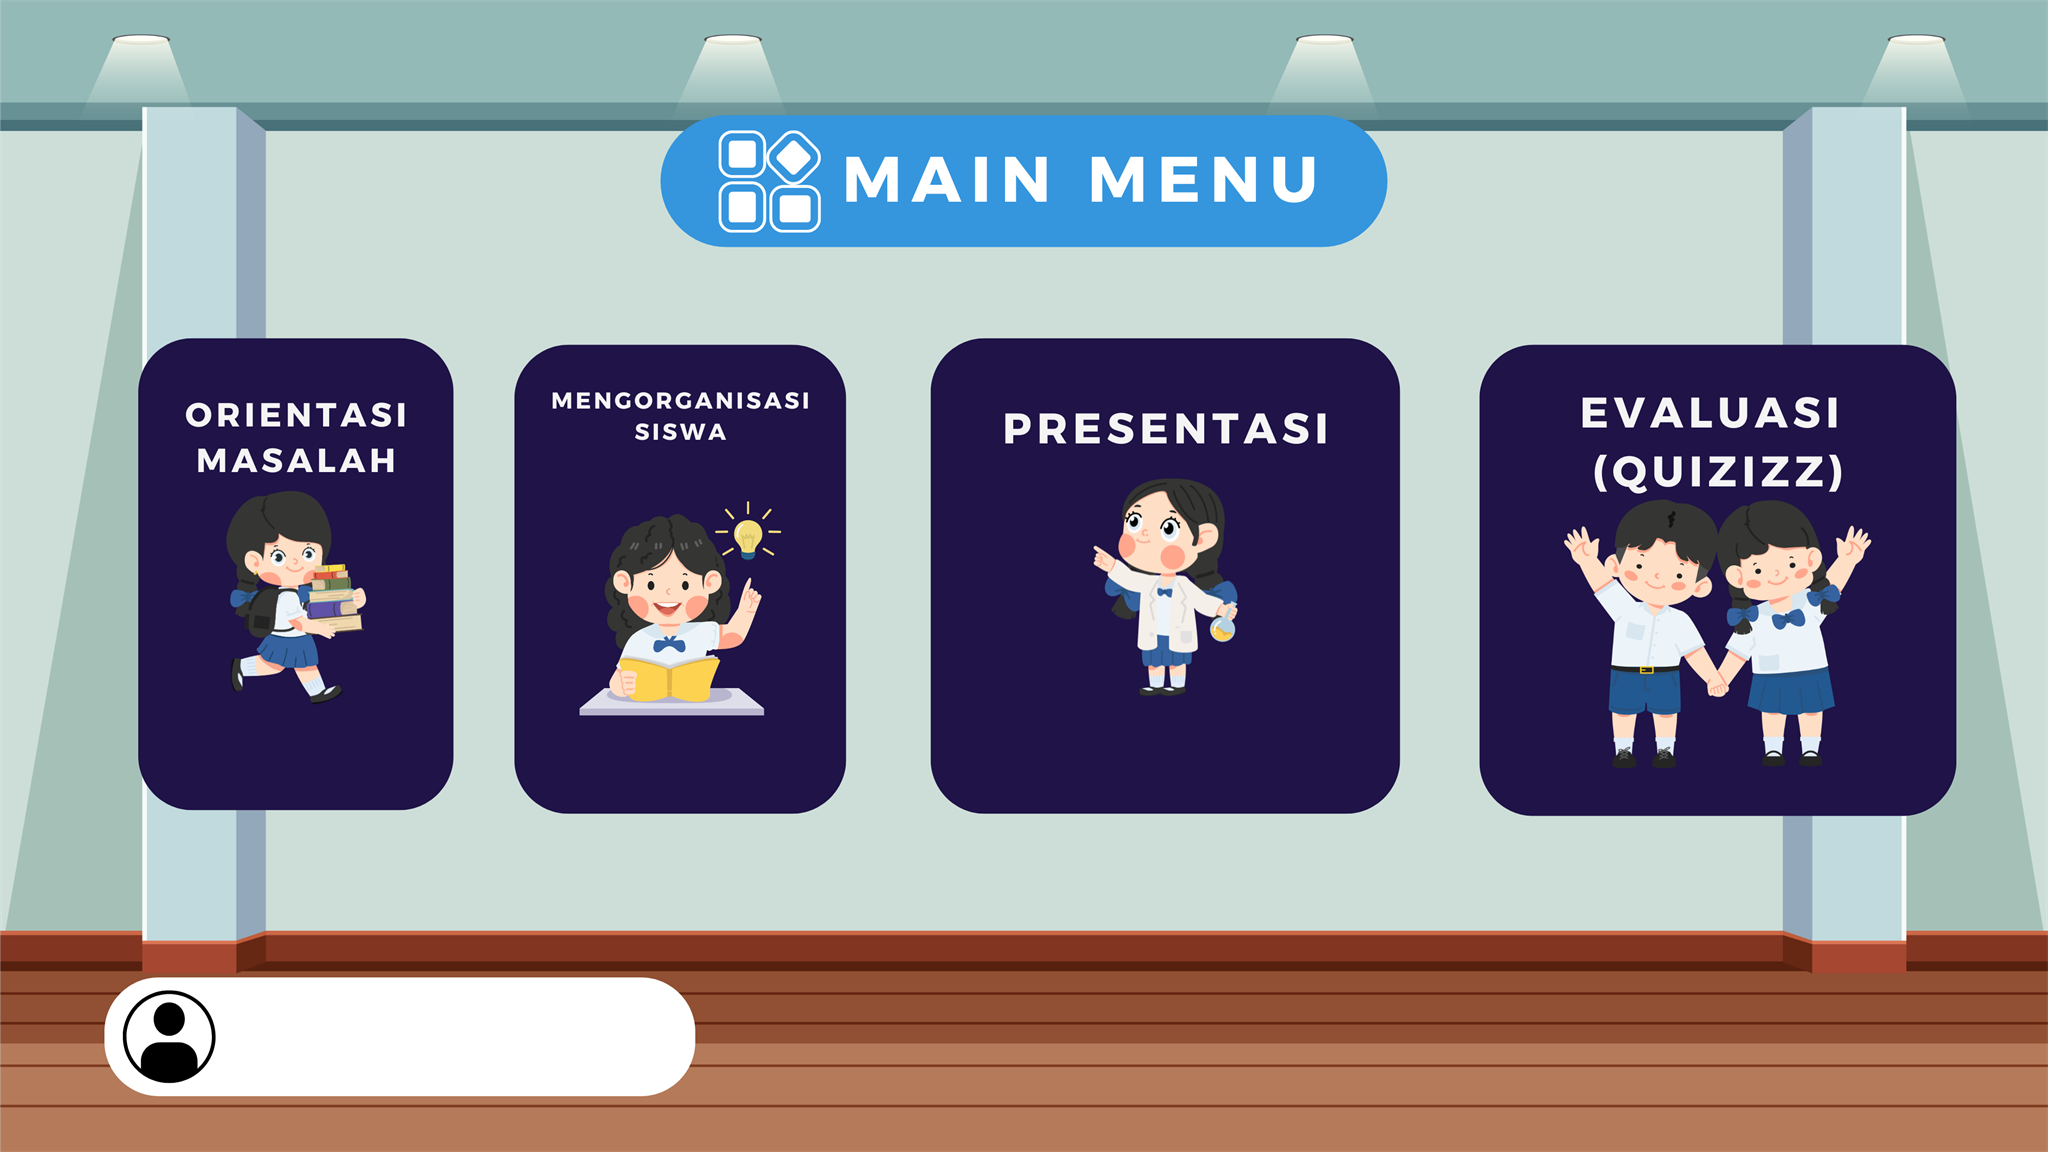 MAIN MENU
ORIENTASI
MASALAH
MENGORGANISASI
SISWA
PRESENTASI
EVALUASI
(QUIZIZZ)